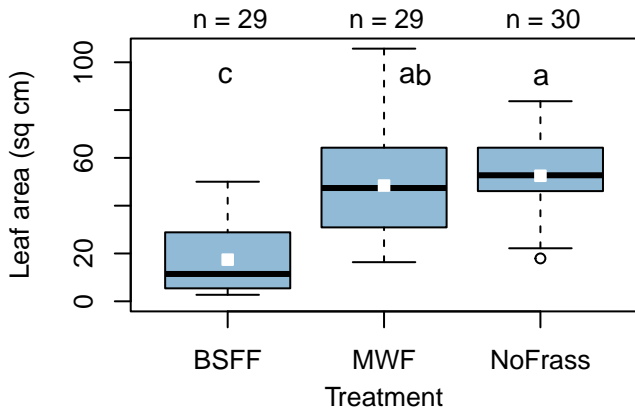 n = 29 n = 29 n = 30
c ab a
Leaf area (sq cm)
100
60
20
0
BSFF MWF NoFrass
Treatment